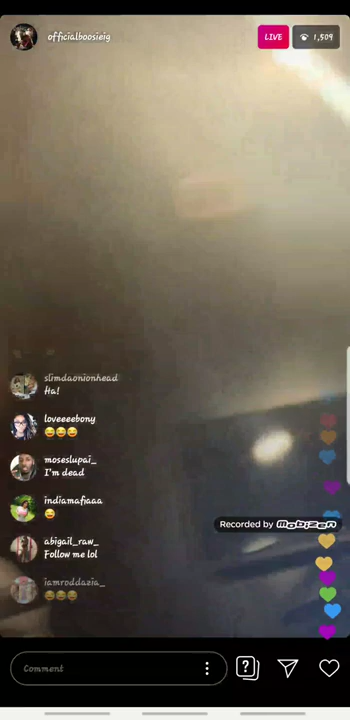 officialboosieig
LIVE
1,509
slimdaonionhead
Ha!
loveeeebony
moseslupai_
I'm dead
indiamafiaaa
Recorded by mobizen
abigail_raw_
Follow me lol
iamroddazia_
Comment